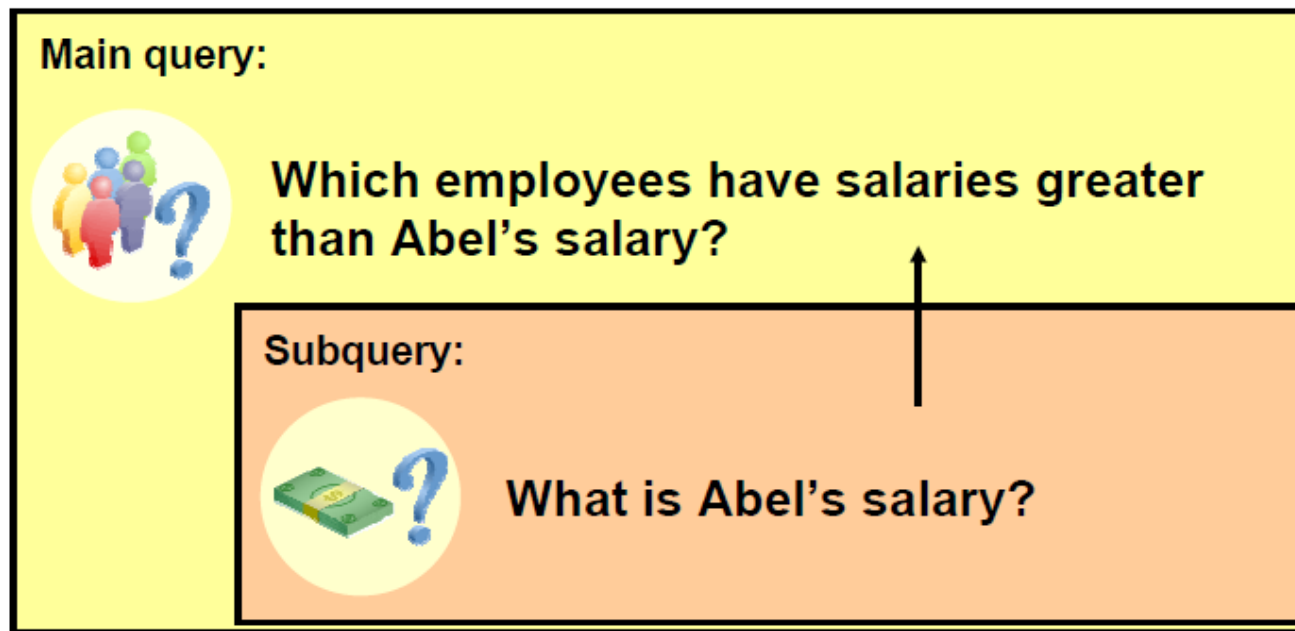 Main query:
Which employees have salaries greater
than Abel’s salary?
Subquery:
What is Abel’s salary?